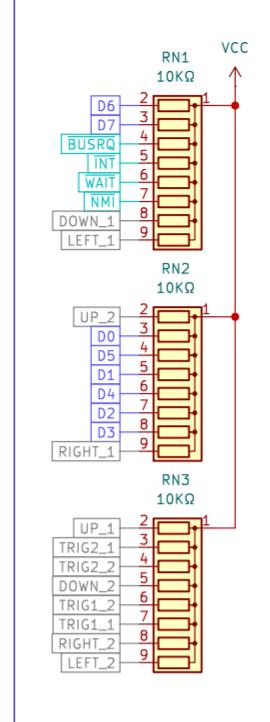 VCC
RN1
10KΩ
D6 2 1
D7 3
BUSRQ 4
INT 5
WAIT 6
NMI 7
DOWN_1 8
LEFT_1 9
RN2
10KΩ
UP_2 2 1
D0 3
D5 4
D1 5
D4 6
D2 7
D3 8
RIGHT_1 9
RN3
10KΩ
UP_1 2 1
TRIG2_1 3
TRIG2_2 4
DOWN_2 5
TRIG1_2 6
TRIG1_1 7
RIGHT_2 8
LEFT_2 9